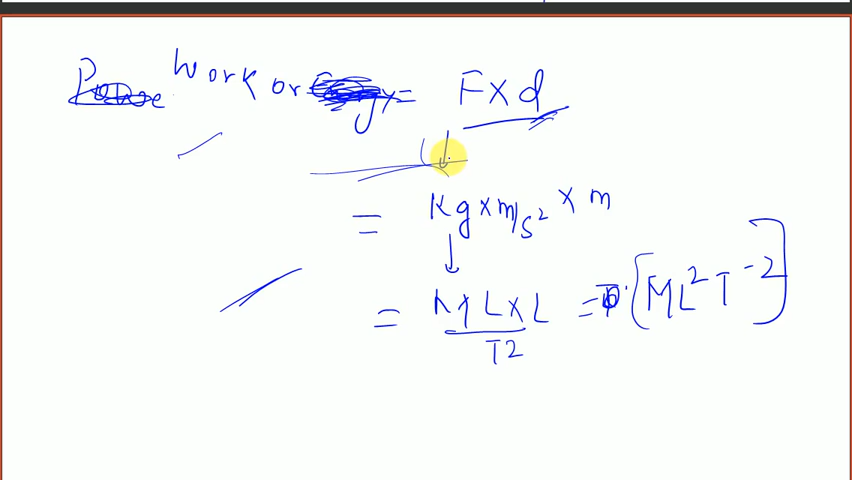 Work or = F×d
= Kg × m/s² × m
= L × L / T2 = [ML²T⁻²]